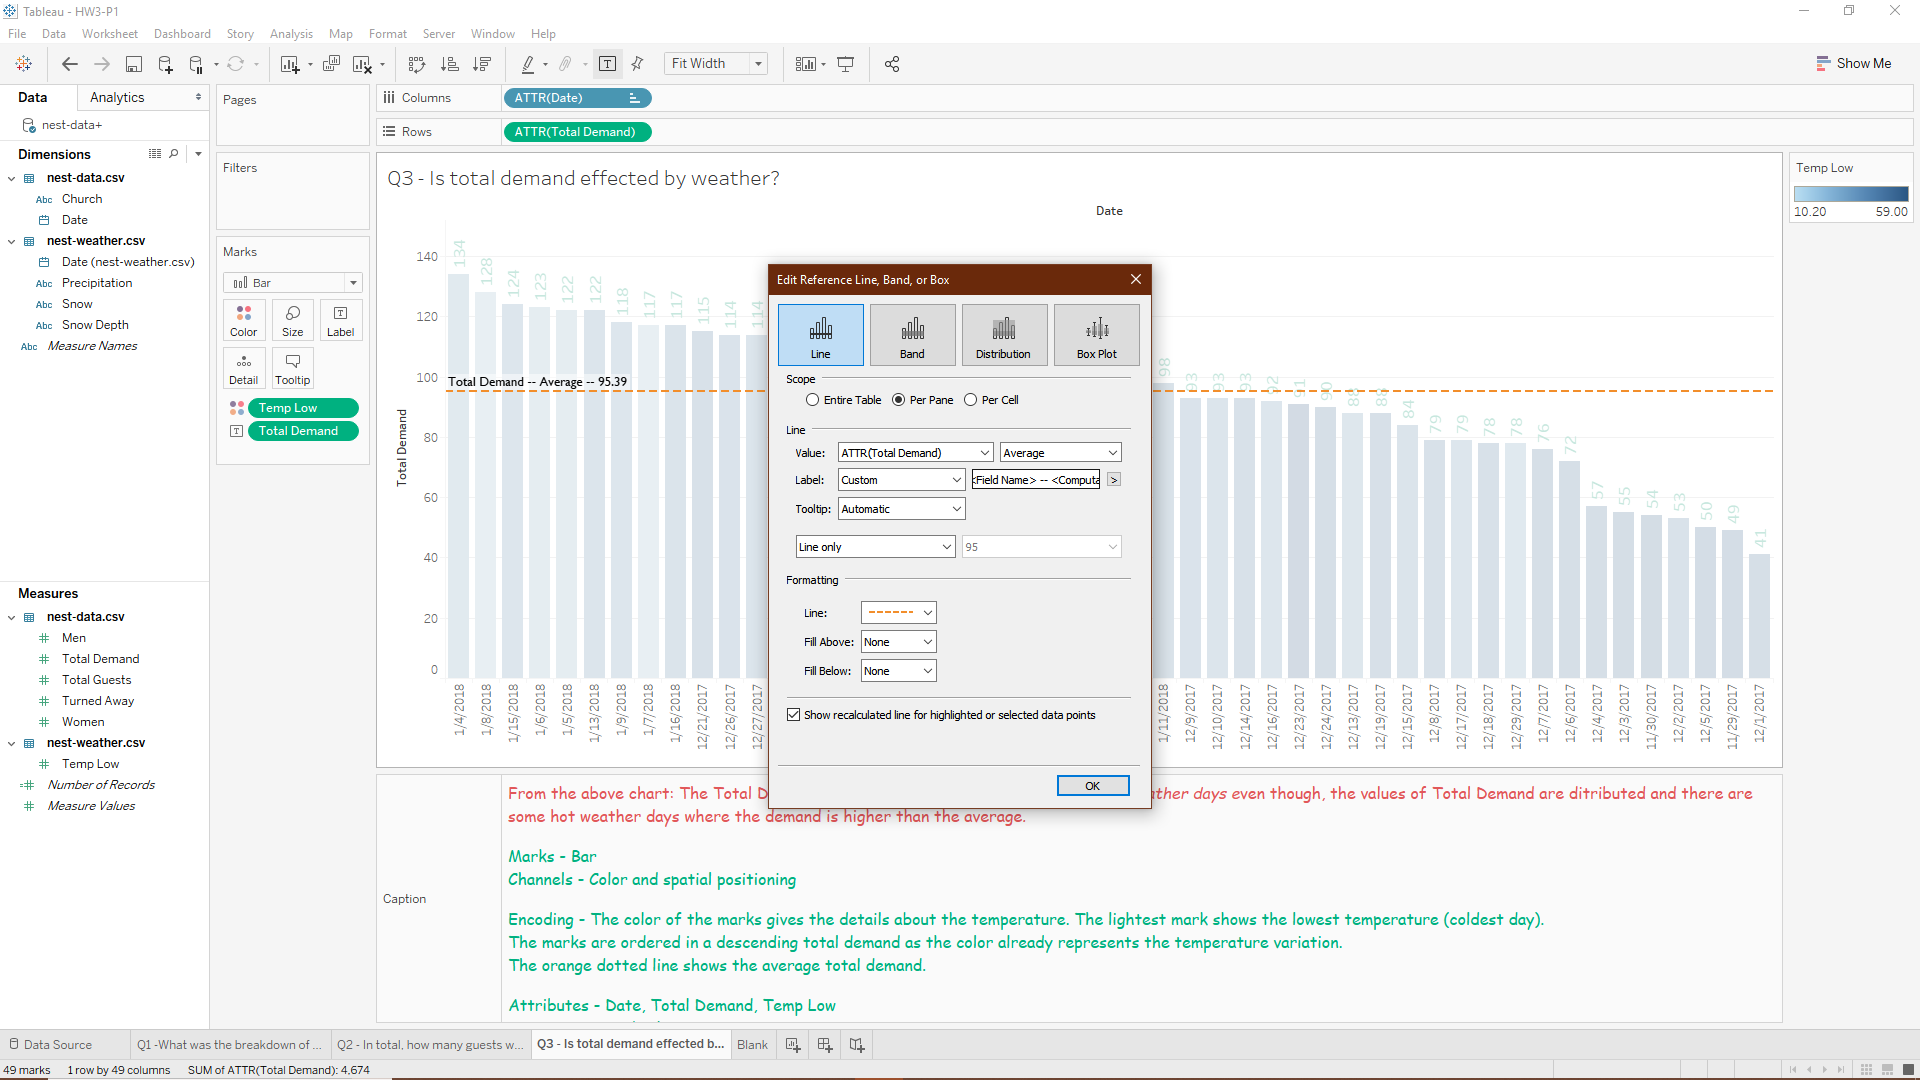 Tableau - HW3-P1
File Data Worksheet Dashboard Story Analysis Map Format Server Window Help
Fit Width
Show Me
Data
Analytics
nest-data+
Dimensions
nest-data.csv
Abc Church
Date
nest-weather.csv
Date (nest-weather.csv)
Abc Precipitation
Abc Snow
Abc Snow Depth
Abc Measure Names
Measures
nest-data.csv
Men
Total Demand
Total Guests
Turned Away
Women
nest-weather.csv
Temp Low
Number of Records
Measure Values
Pages
Filters
Marks
Bar
Color
Size
Label
Detail
Tooltip
Temp Low
Total Demand
Columns
ATTR(Date)
Rows
ATTR(Total Demand)
Q3 - Is total demand effected by weather?
Date
Total Demand
140
120
100
80
60
40
20
0
134 128 124 123 122 122 118 117 117 115 114 114
98 93 93 93 92 91 90 88 88 84 79 79 78 78 76 72 57 55 54 53 50 49 41
Total Demand -- Average -- 95.39
1/4/2018 1/8/2018 1/15/2018 1/6/2018 1/5/2018 1/13/2018 1/9/2018 1/7/2018 1/16/2018 12/21/2017 12/26/2017 12/27/2017
1/11/2018 12/9/2017 12/10/2017 12/14/2017 12/16/2017 12/23/2017 12/24/2017 12/13/2017 12/19/2017 12/15/2017 12/8/2017 12/17/2017 12/18/2017 12/29/2017 12/7/2017 12/6/2017 12/4/2017 12/3/2017 11/30/2017 12/2/2017 12/5/2017 11/29/2017 12/1/2017
Temp Low
10.20 59.00
Edit Reference Line, Band, or Box
Line
Band
Distribution
Box Plot
Scope
Entire Table
Per Pane
Per Cell
Line
Value: ATTR(Total Demand) Average
Label: Custom <Field Name> -- <Computa >
Tooltip: Automatic
Line only 95
Formatting
Line:
Fill Above: None
Fill Below: None
Show recalculated line for highlighted or selected data points
OK
Caption
From the above chart: The Total D ather days even though, the values of Total Demand are ditributed and there are
some hot weather days where the demand is higher than the average.
Marks - Bar
Channels - Color and spatial positioning
Encoding - The color of the marks gives the details about the temperature. The lightest mark shows the lowest temperature (coldest day).
The marks are ordered in a descending total demand as the color already represents the temperature variation.
The orange dotted line shows the average total demand.
Attributes - Date, Total Demand, Temp Low
Data Source
Q1 -What was the breakdown of ...
Q2 - In total, how many guests w...
Q3 - Is total demand effected b...
Blank
49 marks 1 row by 49 columns SUM of ATTR(Total Demand): 4,674